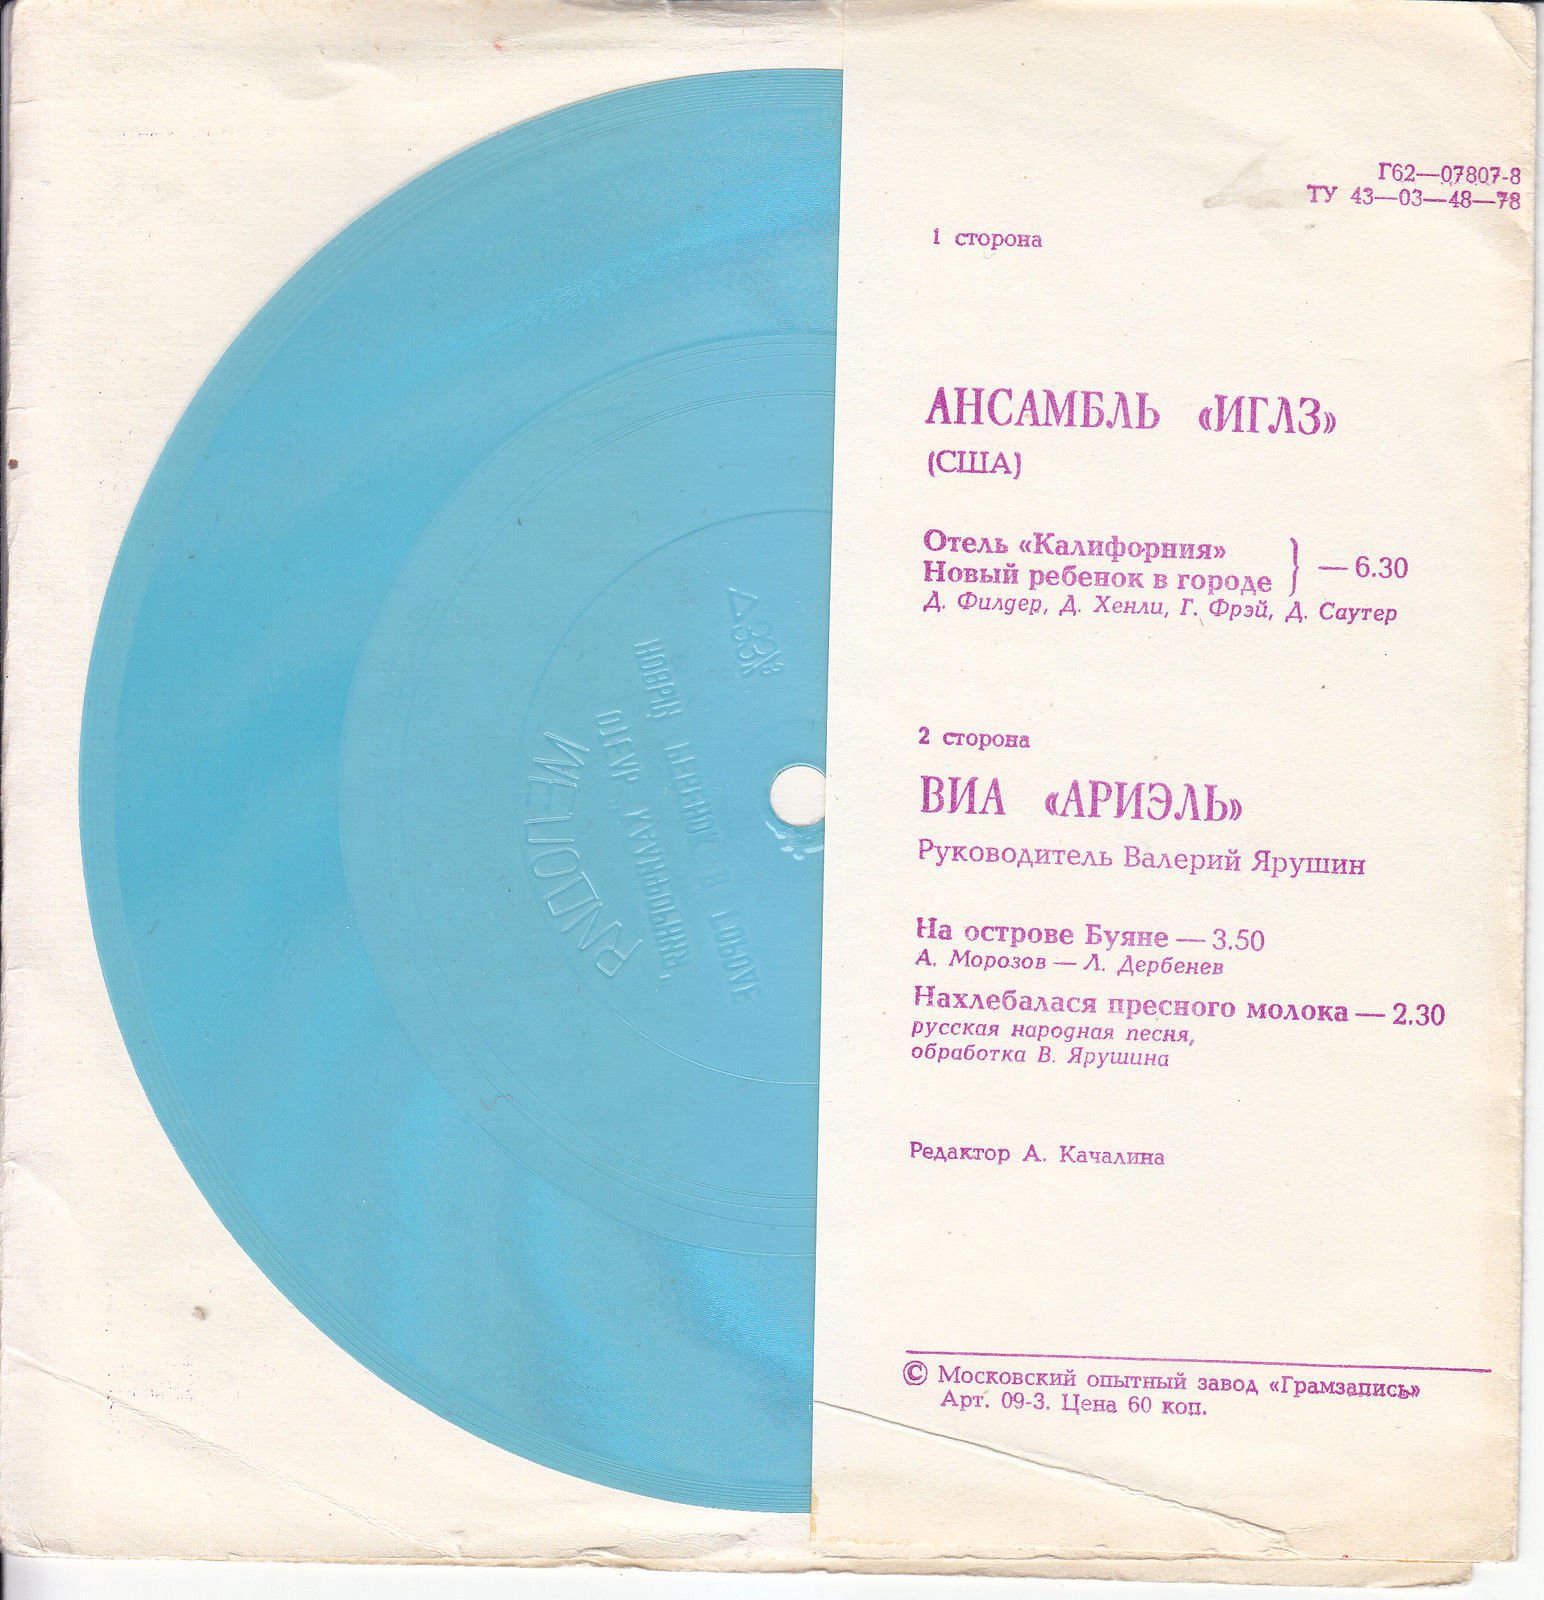 Г62—07807-8
ТУ 43—03—48—78
1 сторона
АНСАМБЛЬ «ИГЛЗ»
(США)
Отель «Калифорния»
Новый ребенок в городе } — 6.30
Д. Филдер, Д. Хенли, Г. Фрэй, Д. Саутер
2 сторона
ВИА «АРИЭЛЬ»
Руководитель Валерий Ярушин
На острове Буяне — 3.50
А. Морозов — Л. Дербенев
Нахлебалася пресного молока — 2.30
русская народная песня,
обработка В. Ярушина
Редактор А. Качалина
© Московский опытный завод «Грамзапись»
Арт. 09-3. Цена 60 коп.